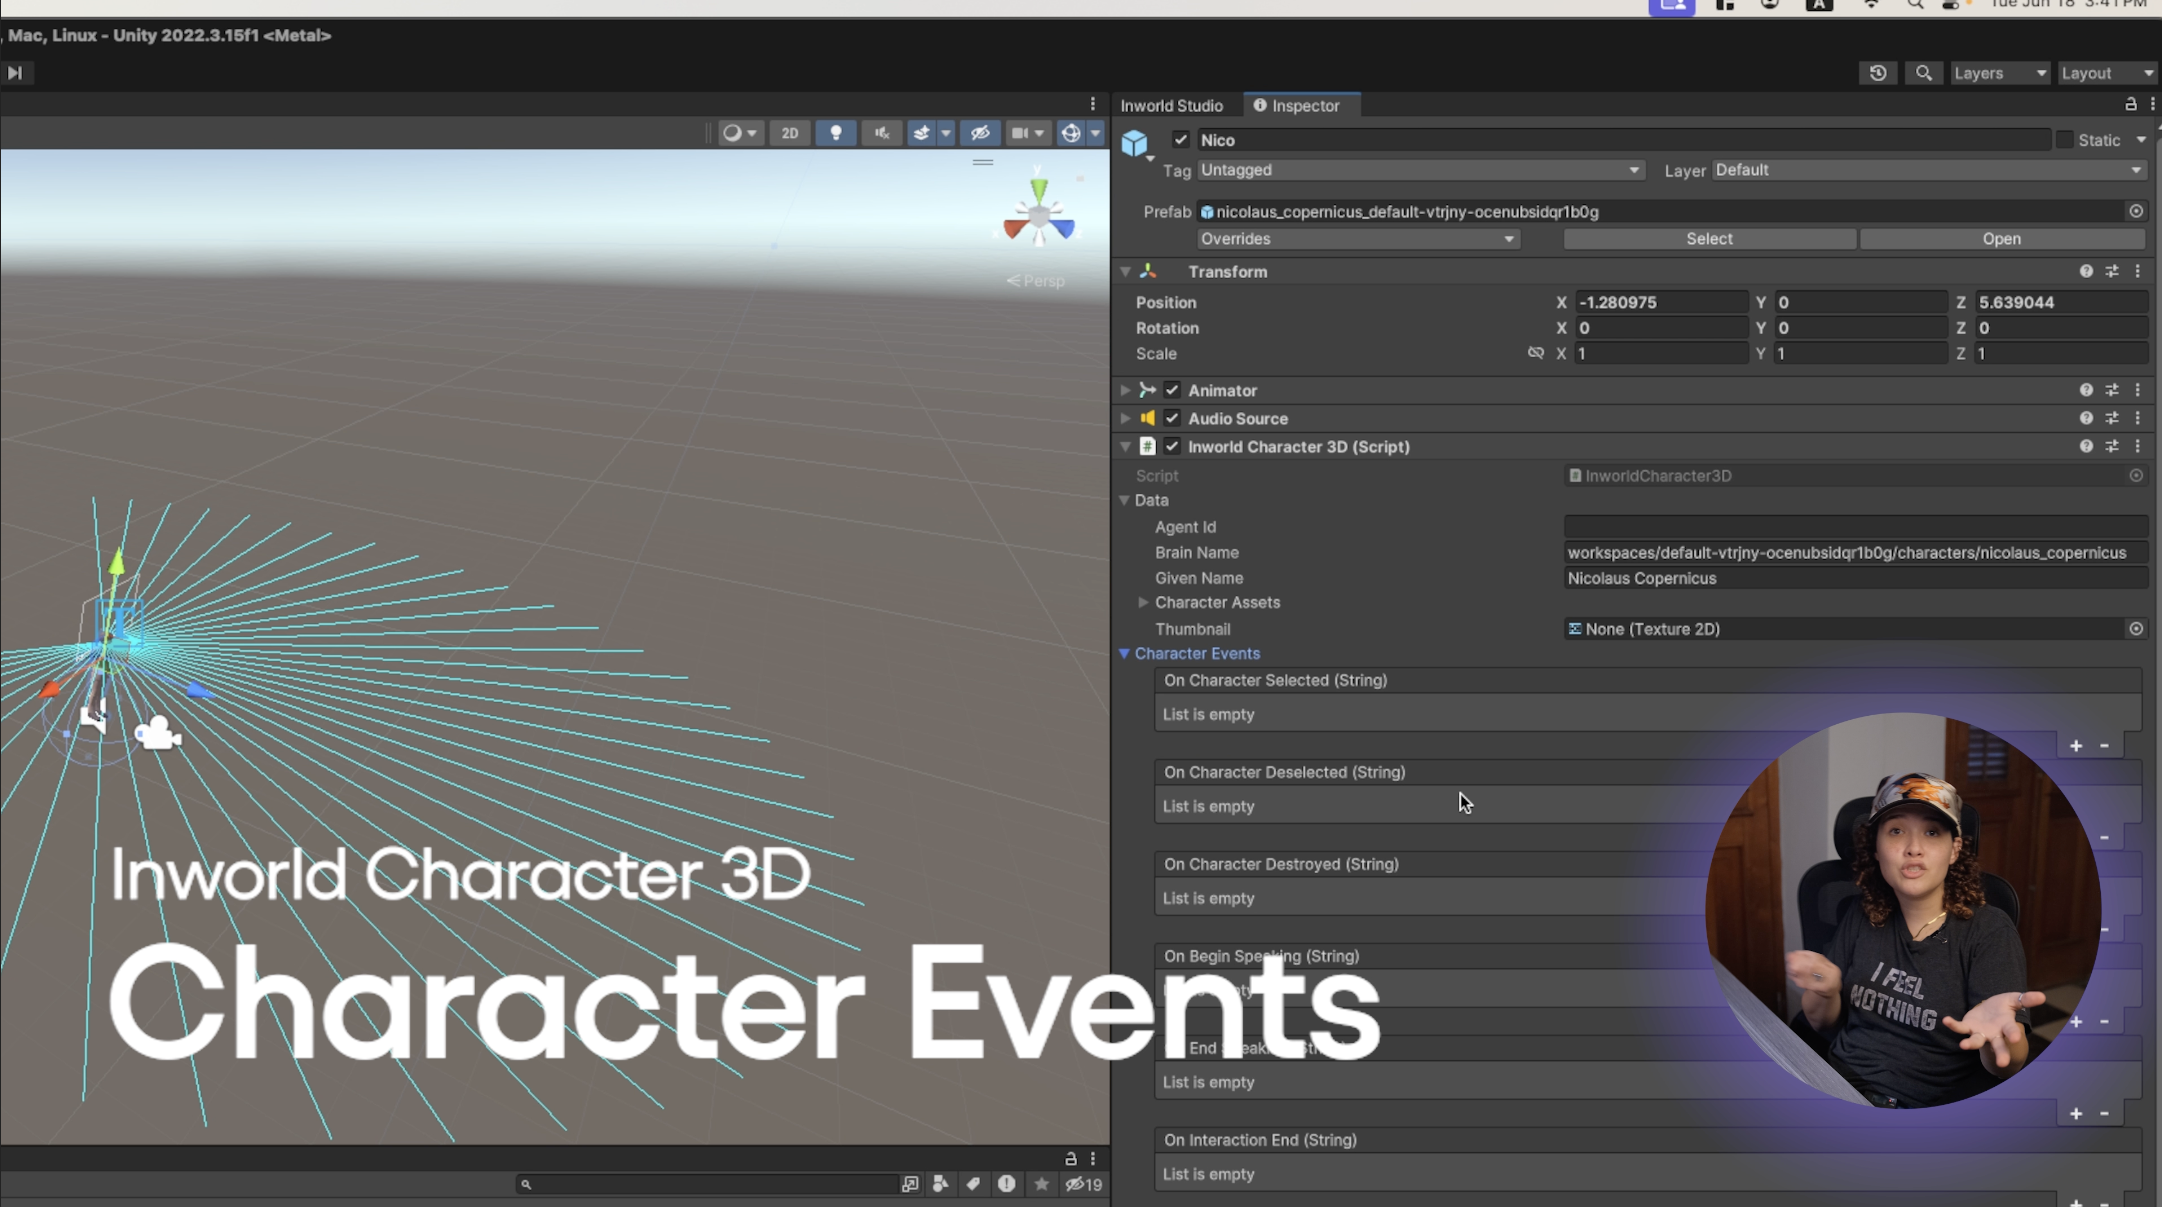 Tue Jun 18 3:41PM
, Mac, Linux - Unity 2022.3.15f1 <Metal>
Layers
Layout
Inworld Studio
Inspector
2D
Nico
Static
Tag
Untagged
Layer
Default
Prefab
nicolaus_copernicus_default-vtrjny-ocenubsidqr1b0g
Overrides
Select
Open
y
Persp
Transform
Position
X -1.280975 Y 0 Z 5.639044
Rotation
X 0 Y 0 Z 0
Scale
X 1 Y 1 Z 1
Animator
Audio Source
# Inworld Character 3D (Script)
Script
InworldCharacter3D
Data
Agent Id
Brain Name
workspaces/default-vtrjny-ocenubsidqr1b0g/characters/nicolaus_copernicus
Given Name
Nicolaus Copernicus
Character Assets
Thumbnail
None (Texture 2D)
Character Events
On Character Selected (String)
List is empty
+ -
On Character Deselected (String)
List is empty
-
On Character Destroyed (String)
List is empty
-
On Begin Speaking (String)
+ -
End
List is empty
+ -
On Interaction End (String)
List is empty
+ -
Inworld Character 3D
Character Events
I FEEL
NOTHING
19